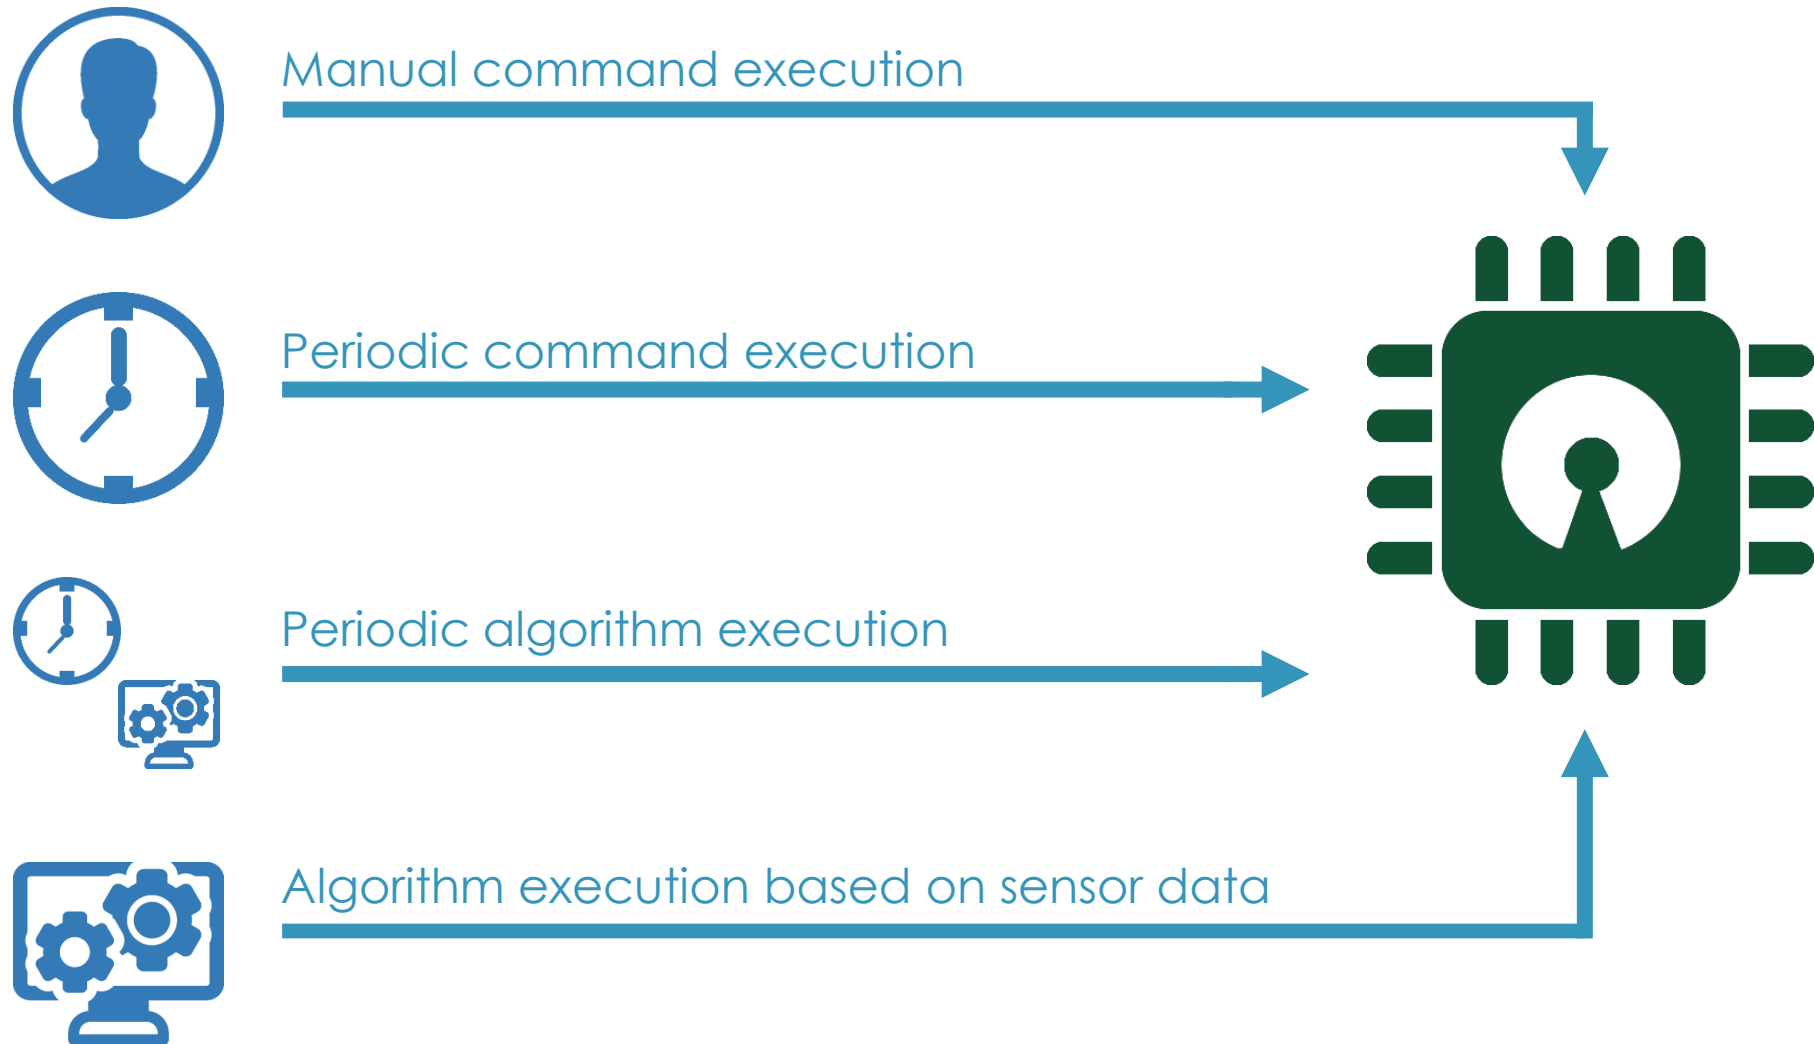 Manual command execution
Periodic command execution
Periodic algorithm execution
Algorithm execution based on sensor data